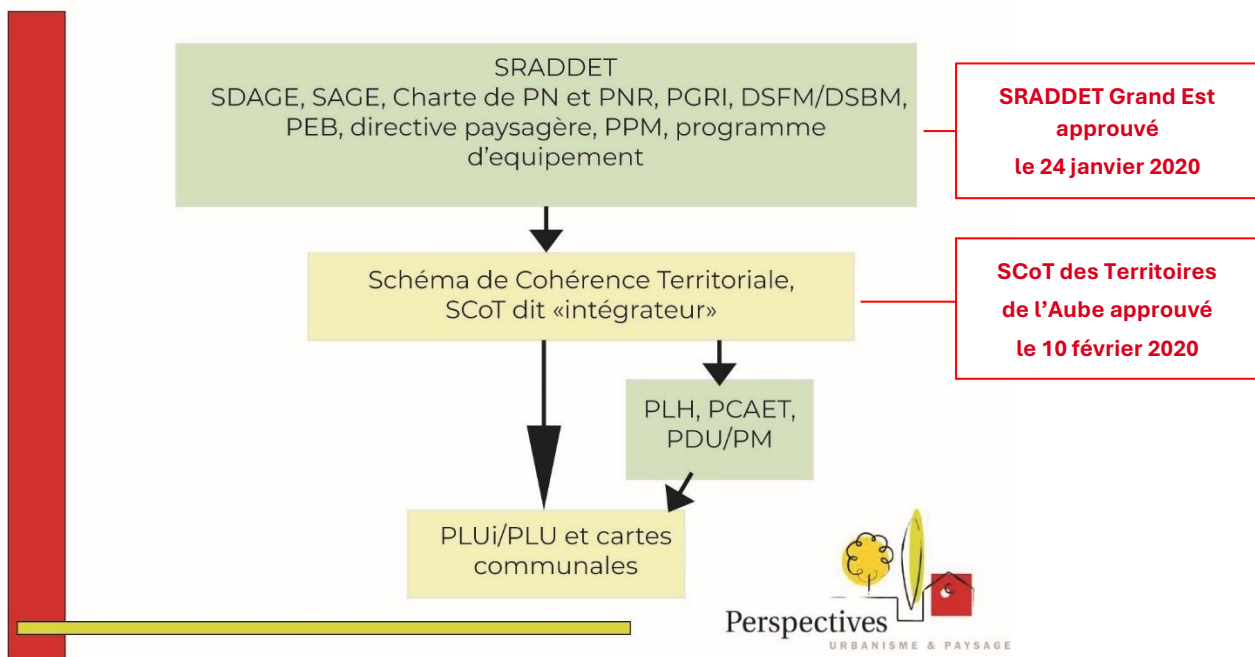 SRADDET
SDAGE, SAGE, Charte de PN et PNR, PGRI, DSFM/DSBM,
PEB, directive paysagère, PPM, programme
d'equipement
SRADDET Grand Est
approuvé
le 24 janvier 2020
Schéma de Cohérence Territoriale,
SCoT dit «intégrateur»
SCoT des Territoires
de l’Aube approuvé
le 10 février 2020
PLH, PCAET,
PDU/PM
PLUi/PLU et cartes
communales
Perspectives
URBANISME & PAYSAGE